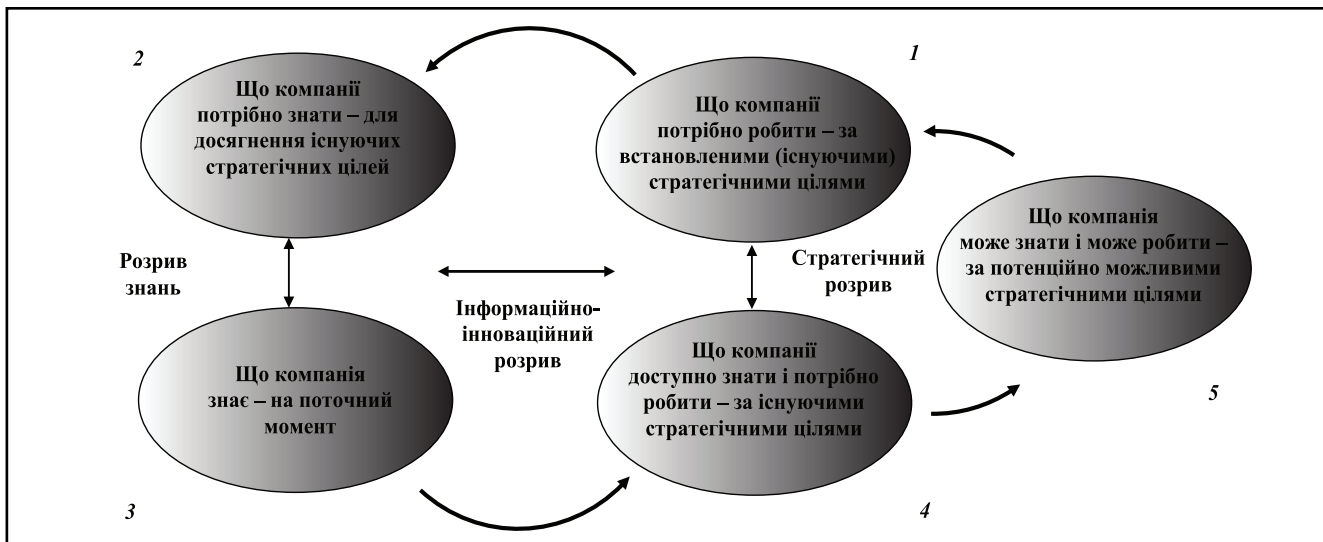 2
Що компанії
потрібно знати – для
досягнення існуючих
стратегічних цілей
1
Що компанії
потрібно робити – за
встановленими (існуючими)
стратегічними цілями
Що компанія
може знати і може робити –
за потенційно можливими
стратегічними цілями
5
Розрив
знань
Інформаційно-
інноваційний
розрив
Стратегічний
розрив
Що компанія
знає – на поточний
момент
3
Що компанії
доступно знати і потрібно
робити – за існуючими
стратегічними цілями
4